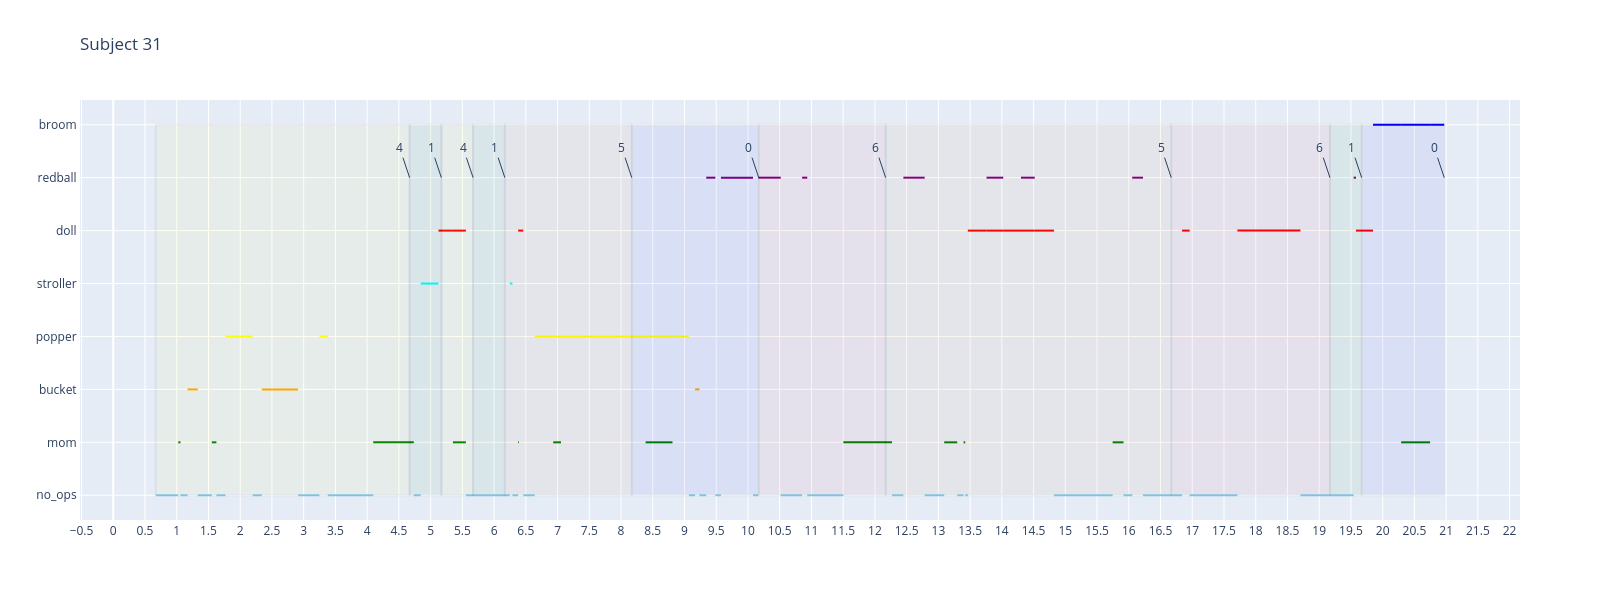 Subject 31
broom
4 1 4 1 5 0 6 5 6 1 0
redball
doll
stroller
popper
bucket
mom
no_ops
−0.5 0 0.5 1 1.5 2 2.5 3 3.5 4 4.5 5 5.5 6 6.5 7 7.5 8 8.5 9 9.5 10 10.5 11 11.5 12 12.5 13 13.5 14 14.5 15 15.5 16 16.5 17 17.5 18 18.5 19 19.5 20 20.5 21 21.5 22